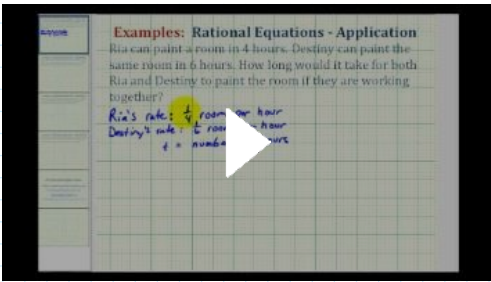 Examples: Rational Equations - Application
Ria can paint a room in 4 hours. Destiny can paint the
same room in 6 hours. How long would it take for both
Ria and Destiny to paint the room if they are working
together?
Ria's rate: 1/4 room per hour
Destiny's rate: 1/6 room hour
t =